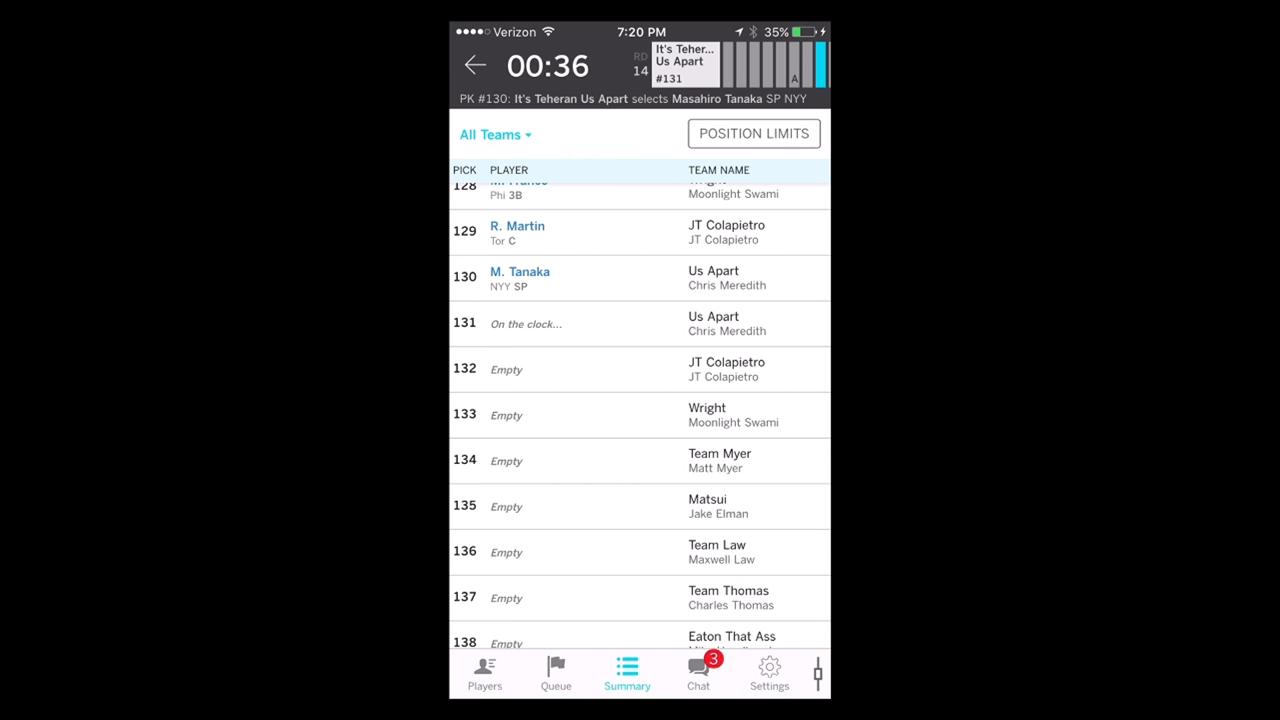 Verizon 7:20 PM 35%
00:36 RD 14 It's Teher... Us Apart #131 A
PK #130: It's Teheran Us Apart selects Masahiro Tanaka SP NYY
All Teams POSITION LIMITS
PICK PLAYER TEAM NAME
128 M. Franco Wright
Phi 3B Moonlight Swami
129 R. Martin JT Colapietro
Tor C JT Colapietro
130 M. Tanaka Us Apart
NYY SP Chris Meredith
131 On the clock... Us Apart
Chris Meredith
132 Empty JT Colapietro
JT Colapietro
133 Empty Wright
Moonlight Swami
134 Empty Team Myer
Matt Myer
135 Empty Matsui
Jake Elman
136 Empty Team Law
Maxwell Law
137 Empty Team Thomas
Charles Thomas
138 Empty Eaton That Ass
3
Players Queue Summary Chat Settings